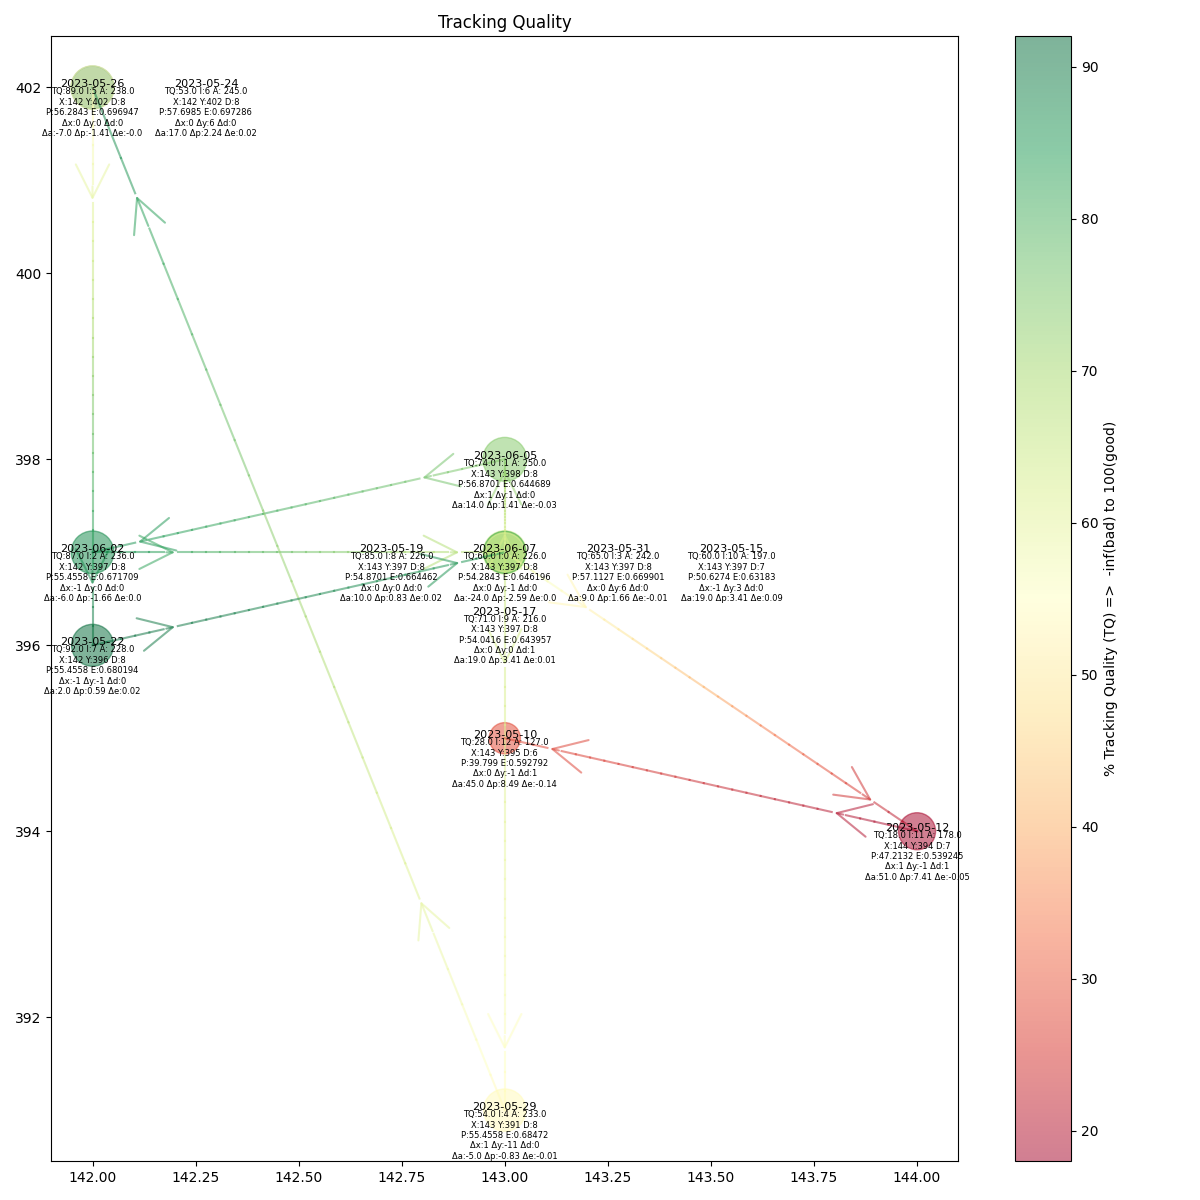 Tracking Quality
402
400
398
396
394
392
2023-05-26
TQ:89.0 I:5 A: 238.0
X:142 Y:402 D:8
P:56.2843 E:0.696947
Δx:0 Δy:0 Δd:0
Δa:-7.0 Δp:-1.41 Δe:-0.0
2023-05-24
TQ:53.0 I:6 A: 245.0
X:142 Y:402 D:8
P:57.6985 E:0.697286
Δx:0 Δy:6 Δd:0
Δa:17.0 Δp:2.24 Δe:0.02
2023-06-05
TQ:74.0 I:1 A: 250.0
X:143 Y:398 D:8
P:56.8701 E:0.644689
Δx:1 Δy:1 Δd:0
Δa:14.0 Δp:1.41 Δe:-0.03
2023-06-02
TQ:87.0 I:2 A: 236.0
X:142 Y:397 D:8
P:55.4558 E:0.671709
Δx:-1 Δy:0 Δd:0
Δa:-6.0 Δp:-1.66 Δe:0.0
2023-05-19
TQ:85.0 I:8 A: 226.0
X:143 Y:397 D:8
P:54.8701 E:0.664462
Δx:0 Δy:0 Δd:0
Δa:10.0 Δp:0.83 Δe:0.02
2023-06-07
TQ:60.0 I:0 A: 226.0
X:143 Y:397 D:8
P:54.2843 E:0.646196
Δx:0 Δy:-1 Δd:0
Δa:-24.0 Δp:-2.59 Δe:0.0
2023-05-31
TQ:65.0 I:3 A: 242.0
X:143 Y:397 D:8
P:57.1127 E:0.669901
Δx:0 Δy:6 Δd:0
Δa:9.0 Δp:1.66 Δe:-0.01
2023-05-15
TQ:60.0 I:10 A: 197.0
X:143 Y:397 D:7
P:50.6274 E:0.63183
Δx:-1 Δy:3 Δd:0
Δa:19.0 Δp:3.41 Δe:0.09
2023-05-17
TQ:71.0 I:9 A: 216.0
X:143 Y:397 D:8
P:54.0416 E:0.643957
Δx:0 Δy:0 Δd:1
Δa:19.0 Δp:3.41 Δe:0.01
2023-05-22
TQ:92.0 I:7 A: 228.0
X:142 Y:396 D:8
P:55.4558 E:0.680194
Δx:-1 Δy:-1 Δd:0
Δa:2.0 Δp:0.59 Δe:0.02
2023-05-10
TQ:28.0 I:12 A: 127.0
X:143 Y:395 D:6
P:39.799 E:0.592792
Δx:0 Δy:-1 Δd:1
Δa:45.0 Δp:8.49 Δe:-0.14
2023-05-12
TQ:18.0 I:11 A: 178.0
X:144 Y:394 D:7
P:47.2132 E:0.539245
Δx:1 Δy:-1 Δd:1
Δa:51.0 Δp:7.41 Δe:-0.05
2023-05-29
TQ:54.0 I:4 A: 233.0
X:143 Y:391 D:8
P:55.4558 E:0.68472
Δx:1 Δy:-11 Δd:0
Δa:-5.0 Δp:-0.83 Δe:-0.01
142.00 142.25 142.50 142.75 143.00 143.25 143.50 143.75 144.00
90
80
70
60
50
40
30
20
% Tracking Quality (TQ) => -inf(bad) to 100(good)